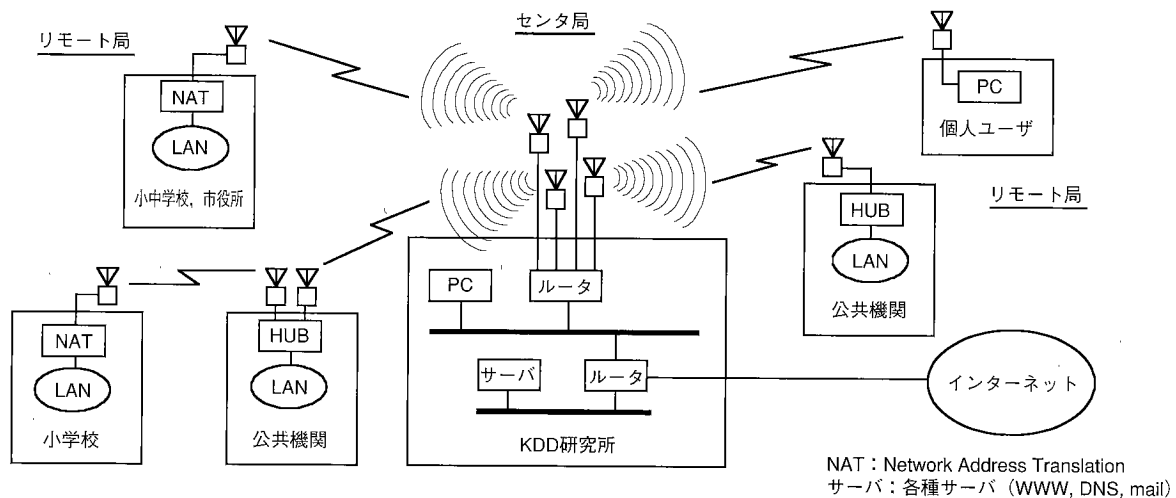 センタ局
リモート局
NAT
LAN
小中学校，市役所
PC
個人ユーザ
リモート局
HUB
LAN
公共機関
NAT
LAN
小学校
HUB
LAN
公共機関
PC
ルータ
サーバ
ルータ
KDD研究所
インターネット
NAT：Network Address Translation
サーバ：各種サーバ（WWW, DNS, mail）